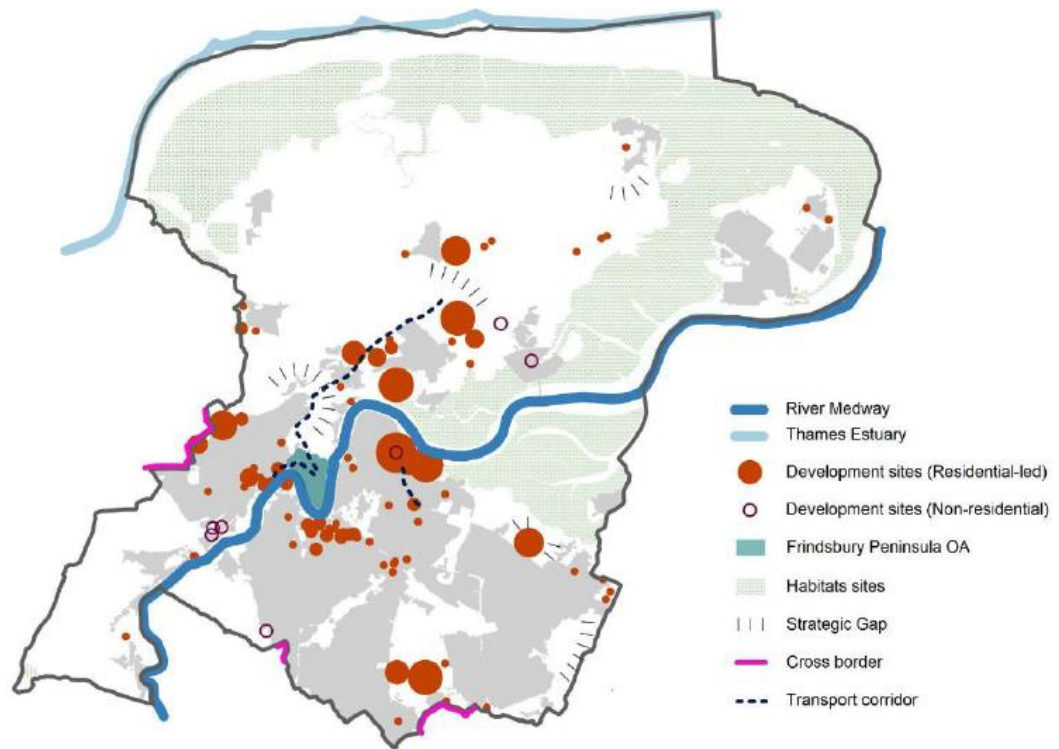 River Medway
Thames Estuary
Development sites (Residential-led)
Development sites (Non-residential)
Frindsbury Peninsula OA
Habitats sites
Strategic Gap
Cross border
Transport corridor